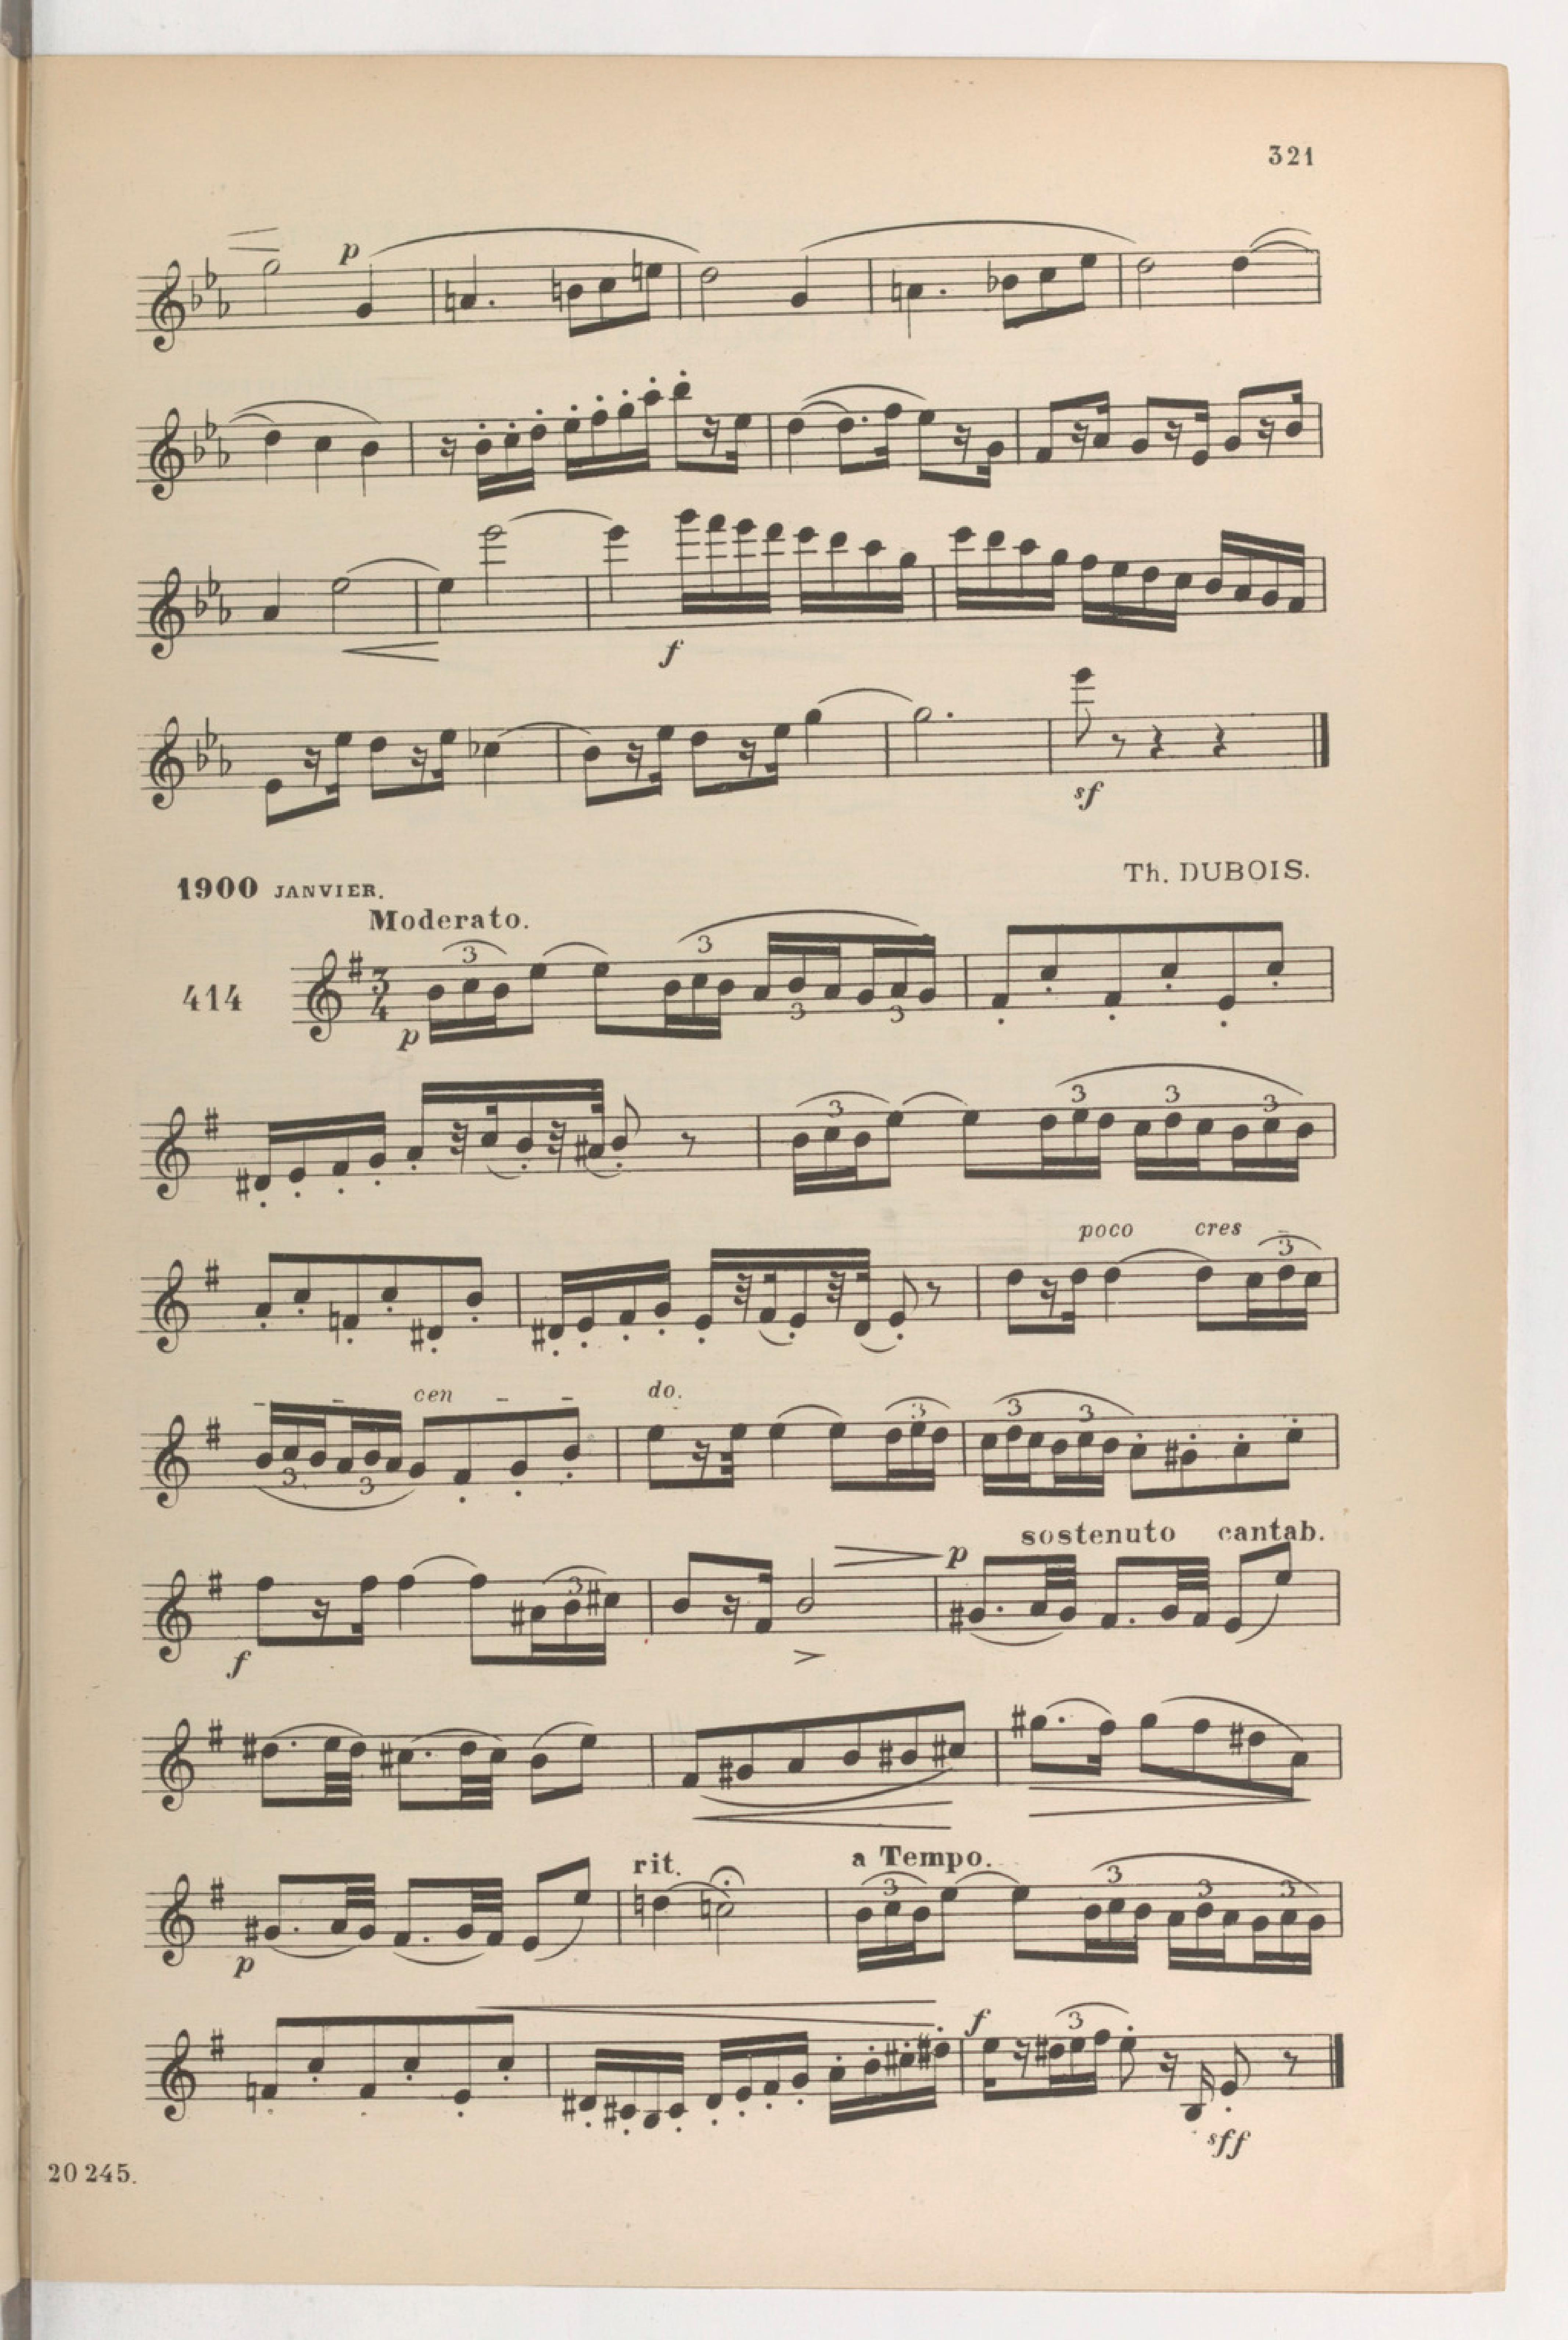 321
p
f
sf
1900 JANVIER.
Th. DUBOIS.
Moderato.
414
3
4
3
3
p
3
3
3
3
3
3
poco cres
3
cen - - do.
3
3
3
3
3
sostenuto cantab.
p
3
f
rit.
a Tempo.
3
3
3
3
p
f
3
sff
20 245.